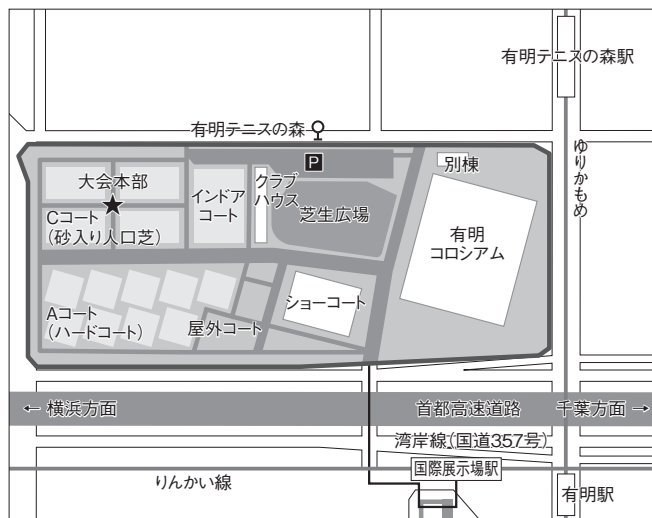 有明テニスの森駅
有明テニスの森
P
ゆりかもめ
大会本部
インドア
コート
クラブ
ハウス
芝生広場
別棟
Cコート
(砂入り人口芝)
有明
コロシアム
Aコート
(ハードコート)
屋外コート
ショーコート
← 横浜方面
首都高速道路
千葉方面 →
湾岸線(国道357号)
国際展示場駅
りんかい線
有明駅